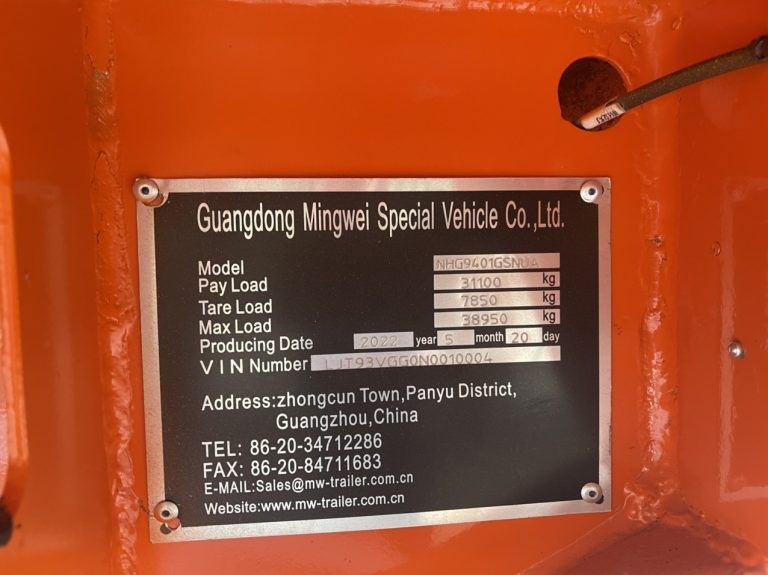 Guangdong Mingwei Special Vehicle Co.,Ltd.
Model NHG9401GSNUA
Pay Load 31100 kg
Tare Load 7850 kg
Max Load 38950 kg
Producing Date 2022 year 5 month 20 day
VIN Number LJT93VGG0N0010004
Address:zhongcun Town,Panyu District,
Guangzhou,China
TEL: 86-20-34712286
FAX: 86-20-84711683
E-MAIL:Sales@mw-trailer.com.cn
Website:www.mw-trailer.com.cn